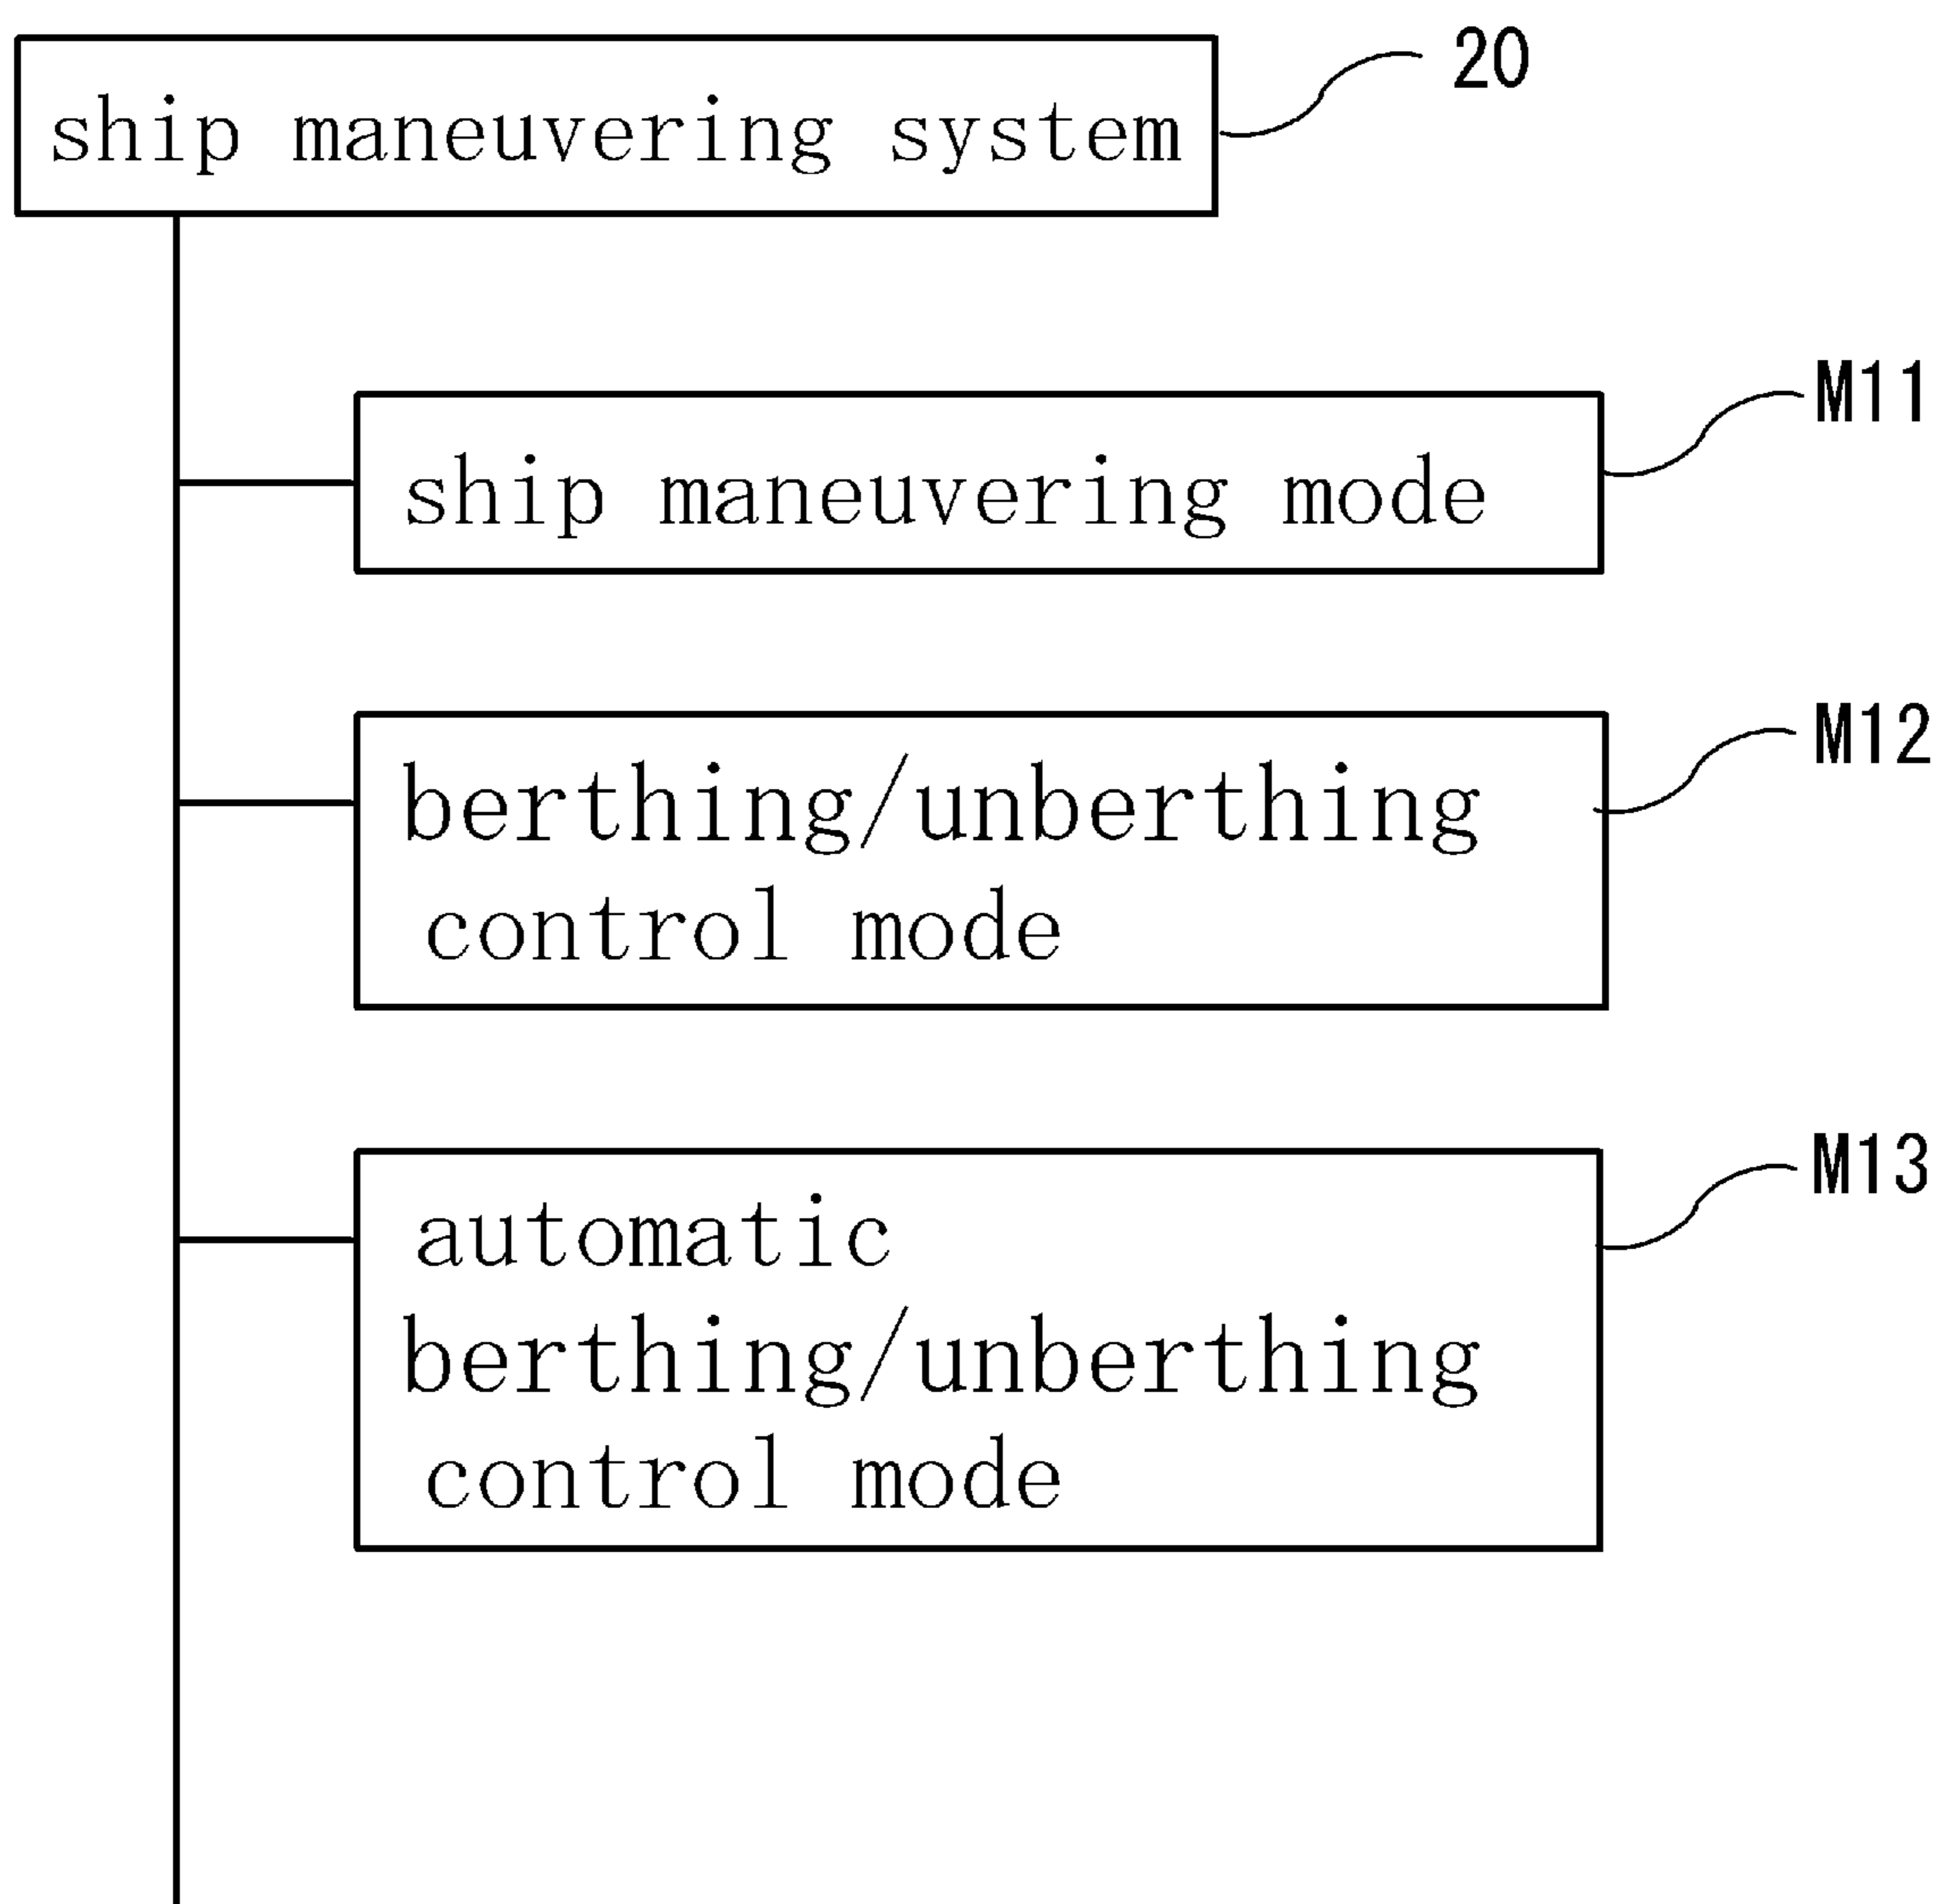 ship maneuvering system
20
ship maneuvering mode
M11
berthing/unberthing
control mode
M12
automatic
berthing/unberthing
control mode
M13